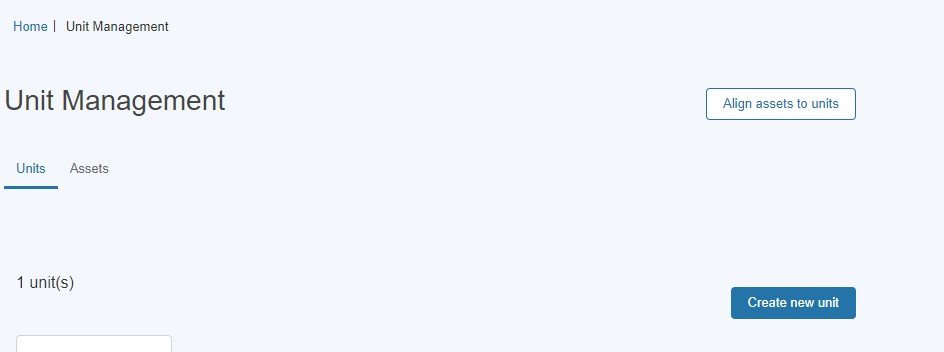 Home | Unit Management
Unit Management
Align assets to units
Units Assets
1 unit(s)
Create new unit